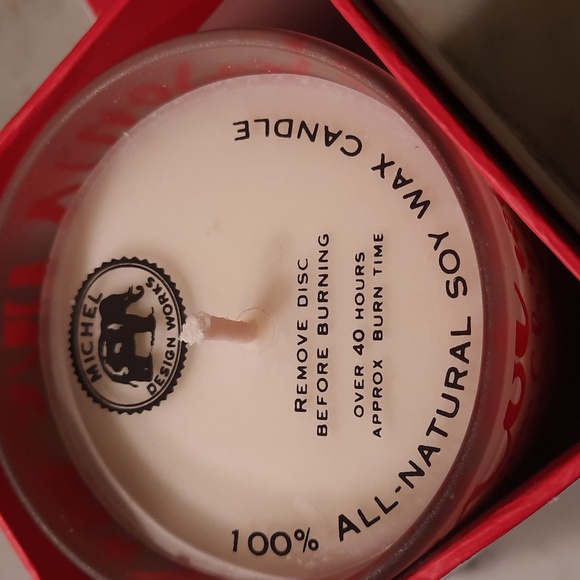 MICHEL
DESIGN WORKS
REMOVE DISC
BEFORE BURNING
OVER 40 HOURS
APPROX BURN TIME
100% ALL-NATURAL SOY WAX CANDLE